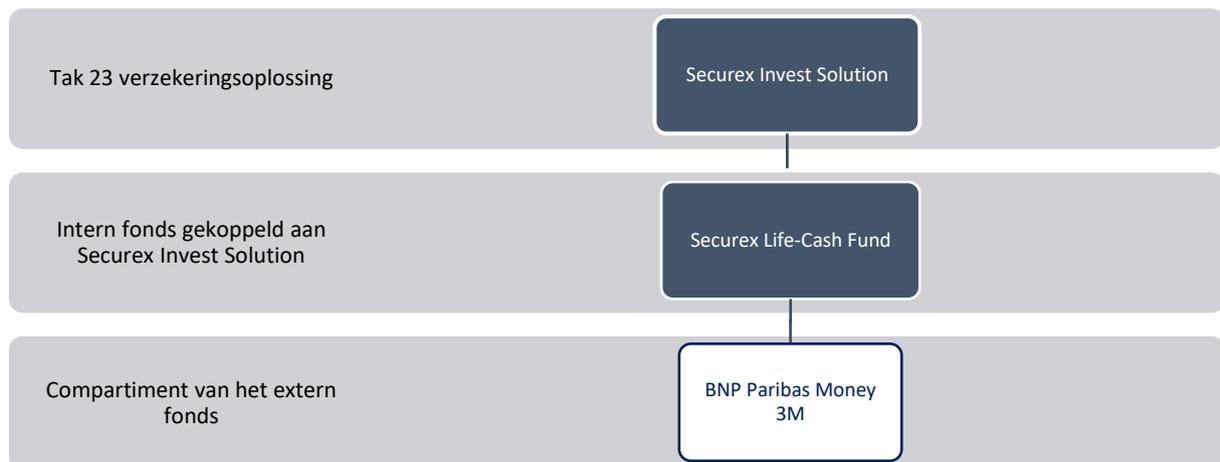 Tak 23 verzekeringsoplossing
Securex Invest Solution
Intern fonds gekoppeld aan
Securex Invest Solution
Securex Life-Cash Fund
Compartiment van het extern
fonds
BNP Paribas Money
3M